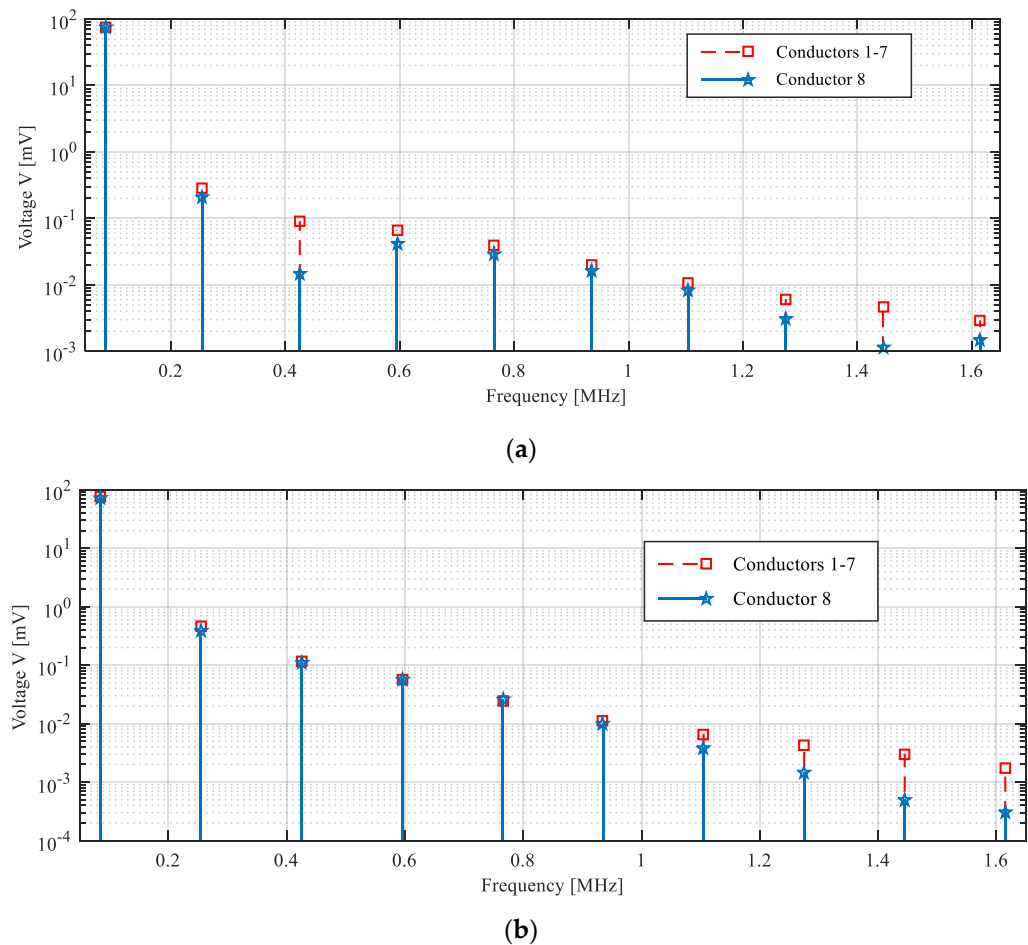 10^2
10^1
10^0
10^-1
10^-2
10^-3
Voltage V [mV]
Conductors 1-7
Conductor 8
0.2 0.4 0.6 0.8 1 1.2 1.4 1.6
Frequency [MHz]
(a)
10^2
10^1
10^0
10^-1
10^-2
10^-3
10^-4
Voltage V [mV]
Conductors 1-7
Conductor 8
0.2 0.4 0.6 0.8 1 1.2 1.4 1.6
Frequency [MHz]
(b)